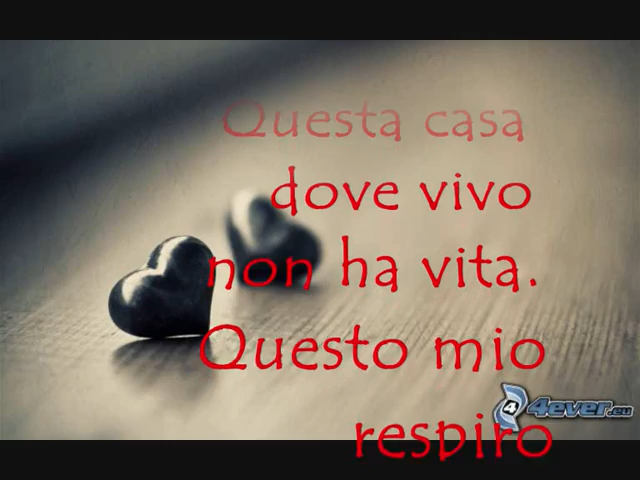 Questa casa
dove vivo
non ha vita.
Questo mio
respiro
4ever.eu